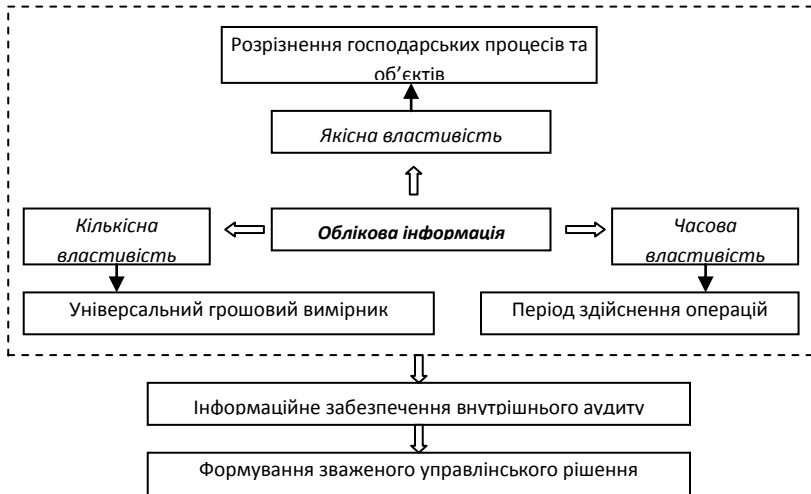 Розрізнення господарських процесів та
об’єктів
Якісна властивість
Кількісна
властивість
Облікова інформація
Часова
властивість
Універсальний грошовий вимірник
Період здійснення операцій
Інформаційне забезпечення внутрішнього аудиту
Формування зваженого управлінського рішення